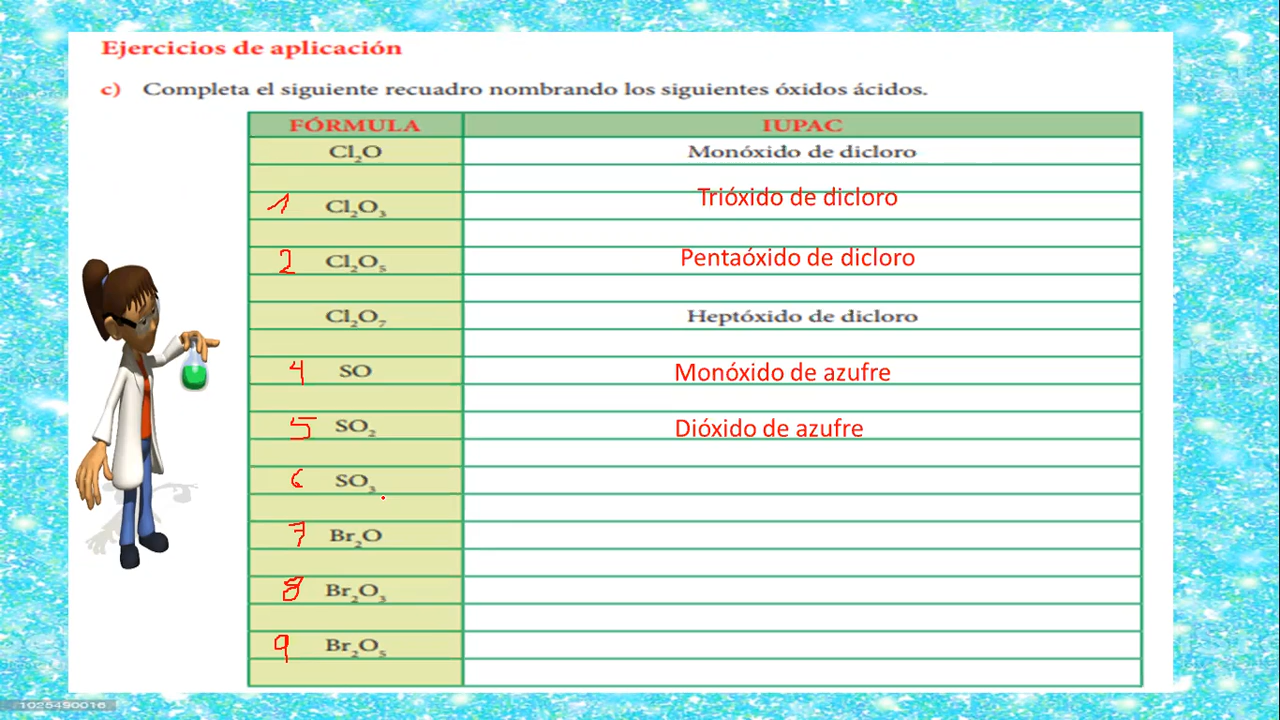 Ejercicios de aplicación
c) Completa el siguiente recuadro nombrando los siguientes óxidos ácidos.
FÓRMULA IUPAC
Cl₂O Monóxido de dicloro
1 Cl₂O₃ Trióxido de dicloro
2 Cl₂O₅ Pentaóxido de dicloro
Cl₂O₇ Heptóxido de dicloro
4 SO Monóxido de azufre
5 SO₂ Dióxido de azufre
6 SO₃
7 Br₂O
8 Br₂O₃
9 Br₂O₅
1025490016